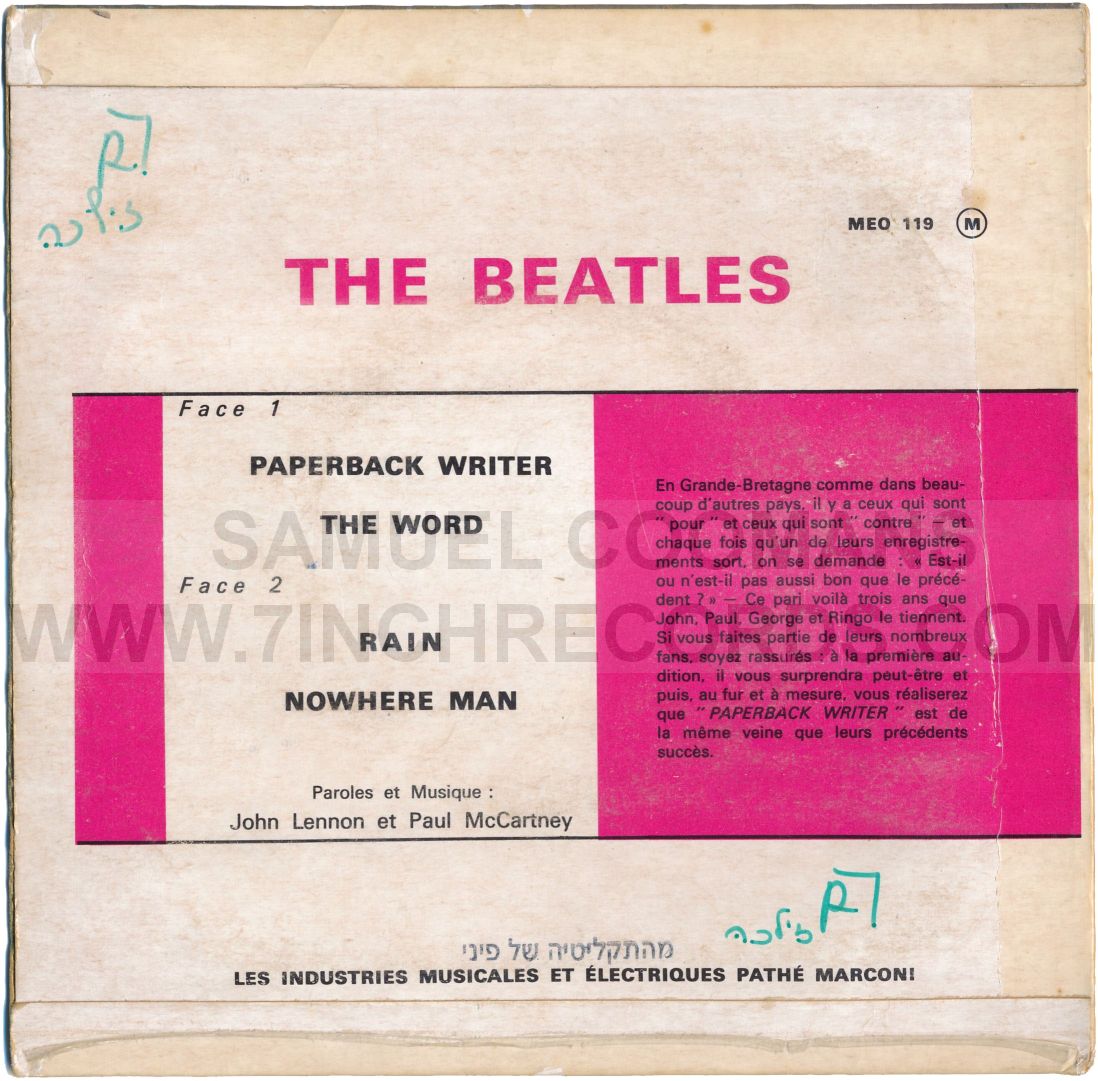 זילכה
MEO 119 M
THE BEATLES
Face 1
PAPERBACK WRITER
THE WORD
Face 2
RAIN
NOWHERE MAN
Paroles et Musique :
John Lennon et Paul McCartney
En Grande-Bretagne comme dans beau-
coup d'autres pays, il y a ceux qui sont
" pour " et ceux qui sont " contre " - et
chaque fois qu'un de leurs enregistre-
ments sort, on se demande : « Est-il
ou n'est-il pas aussi bon que le précé-
dent ? » — Ce pari voilà trois ans que
John, Paul, George et Ringo le tiennent.
Si vous faites partie de leurs nombreux
fans, soyez rassurés : à la première au-
dition, il vous surprendra peut-être et
puis, au fur et à mesure, vous réaliserez
que " PAPERBACK WRITER " est de
la même veine que leurs précédents
succès.
SAMUEL COOMANS
WWW.7INCHRECORDS.COM
זילכה
מהתקליטיה של פיני
LES INDUSTRIES MUSICALES ET ÉLECTRIQUES PATHÉ MARCONI